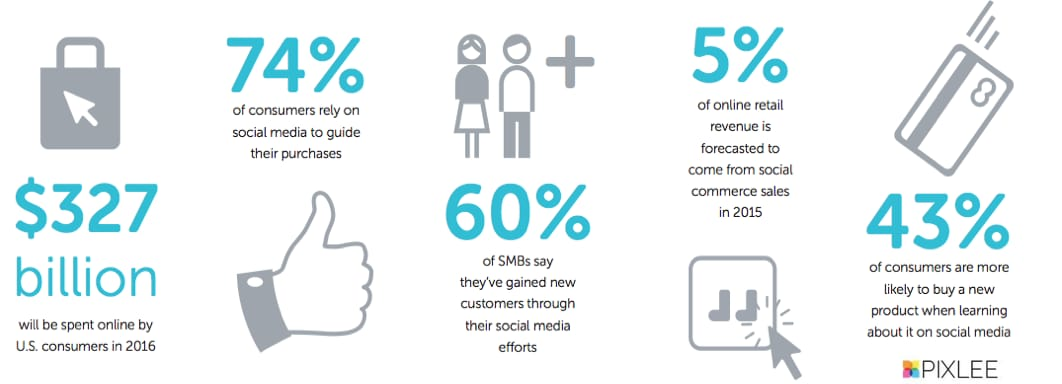 $327
billion
will be spent online by
U.S. consumers in 2016
74%
of consumers rely on
social media to guide
their purchases
60%
of SMBs say
they've gained new
customers through
their social media
efforts
5%
of online retail
revenue is
forecasted to
come from social
commerce sales
in 2015
43%
of consumers are more
likely to buy a new
product when learning
about it on social media
PIXLEE